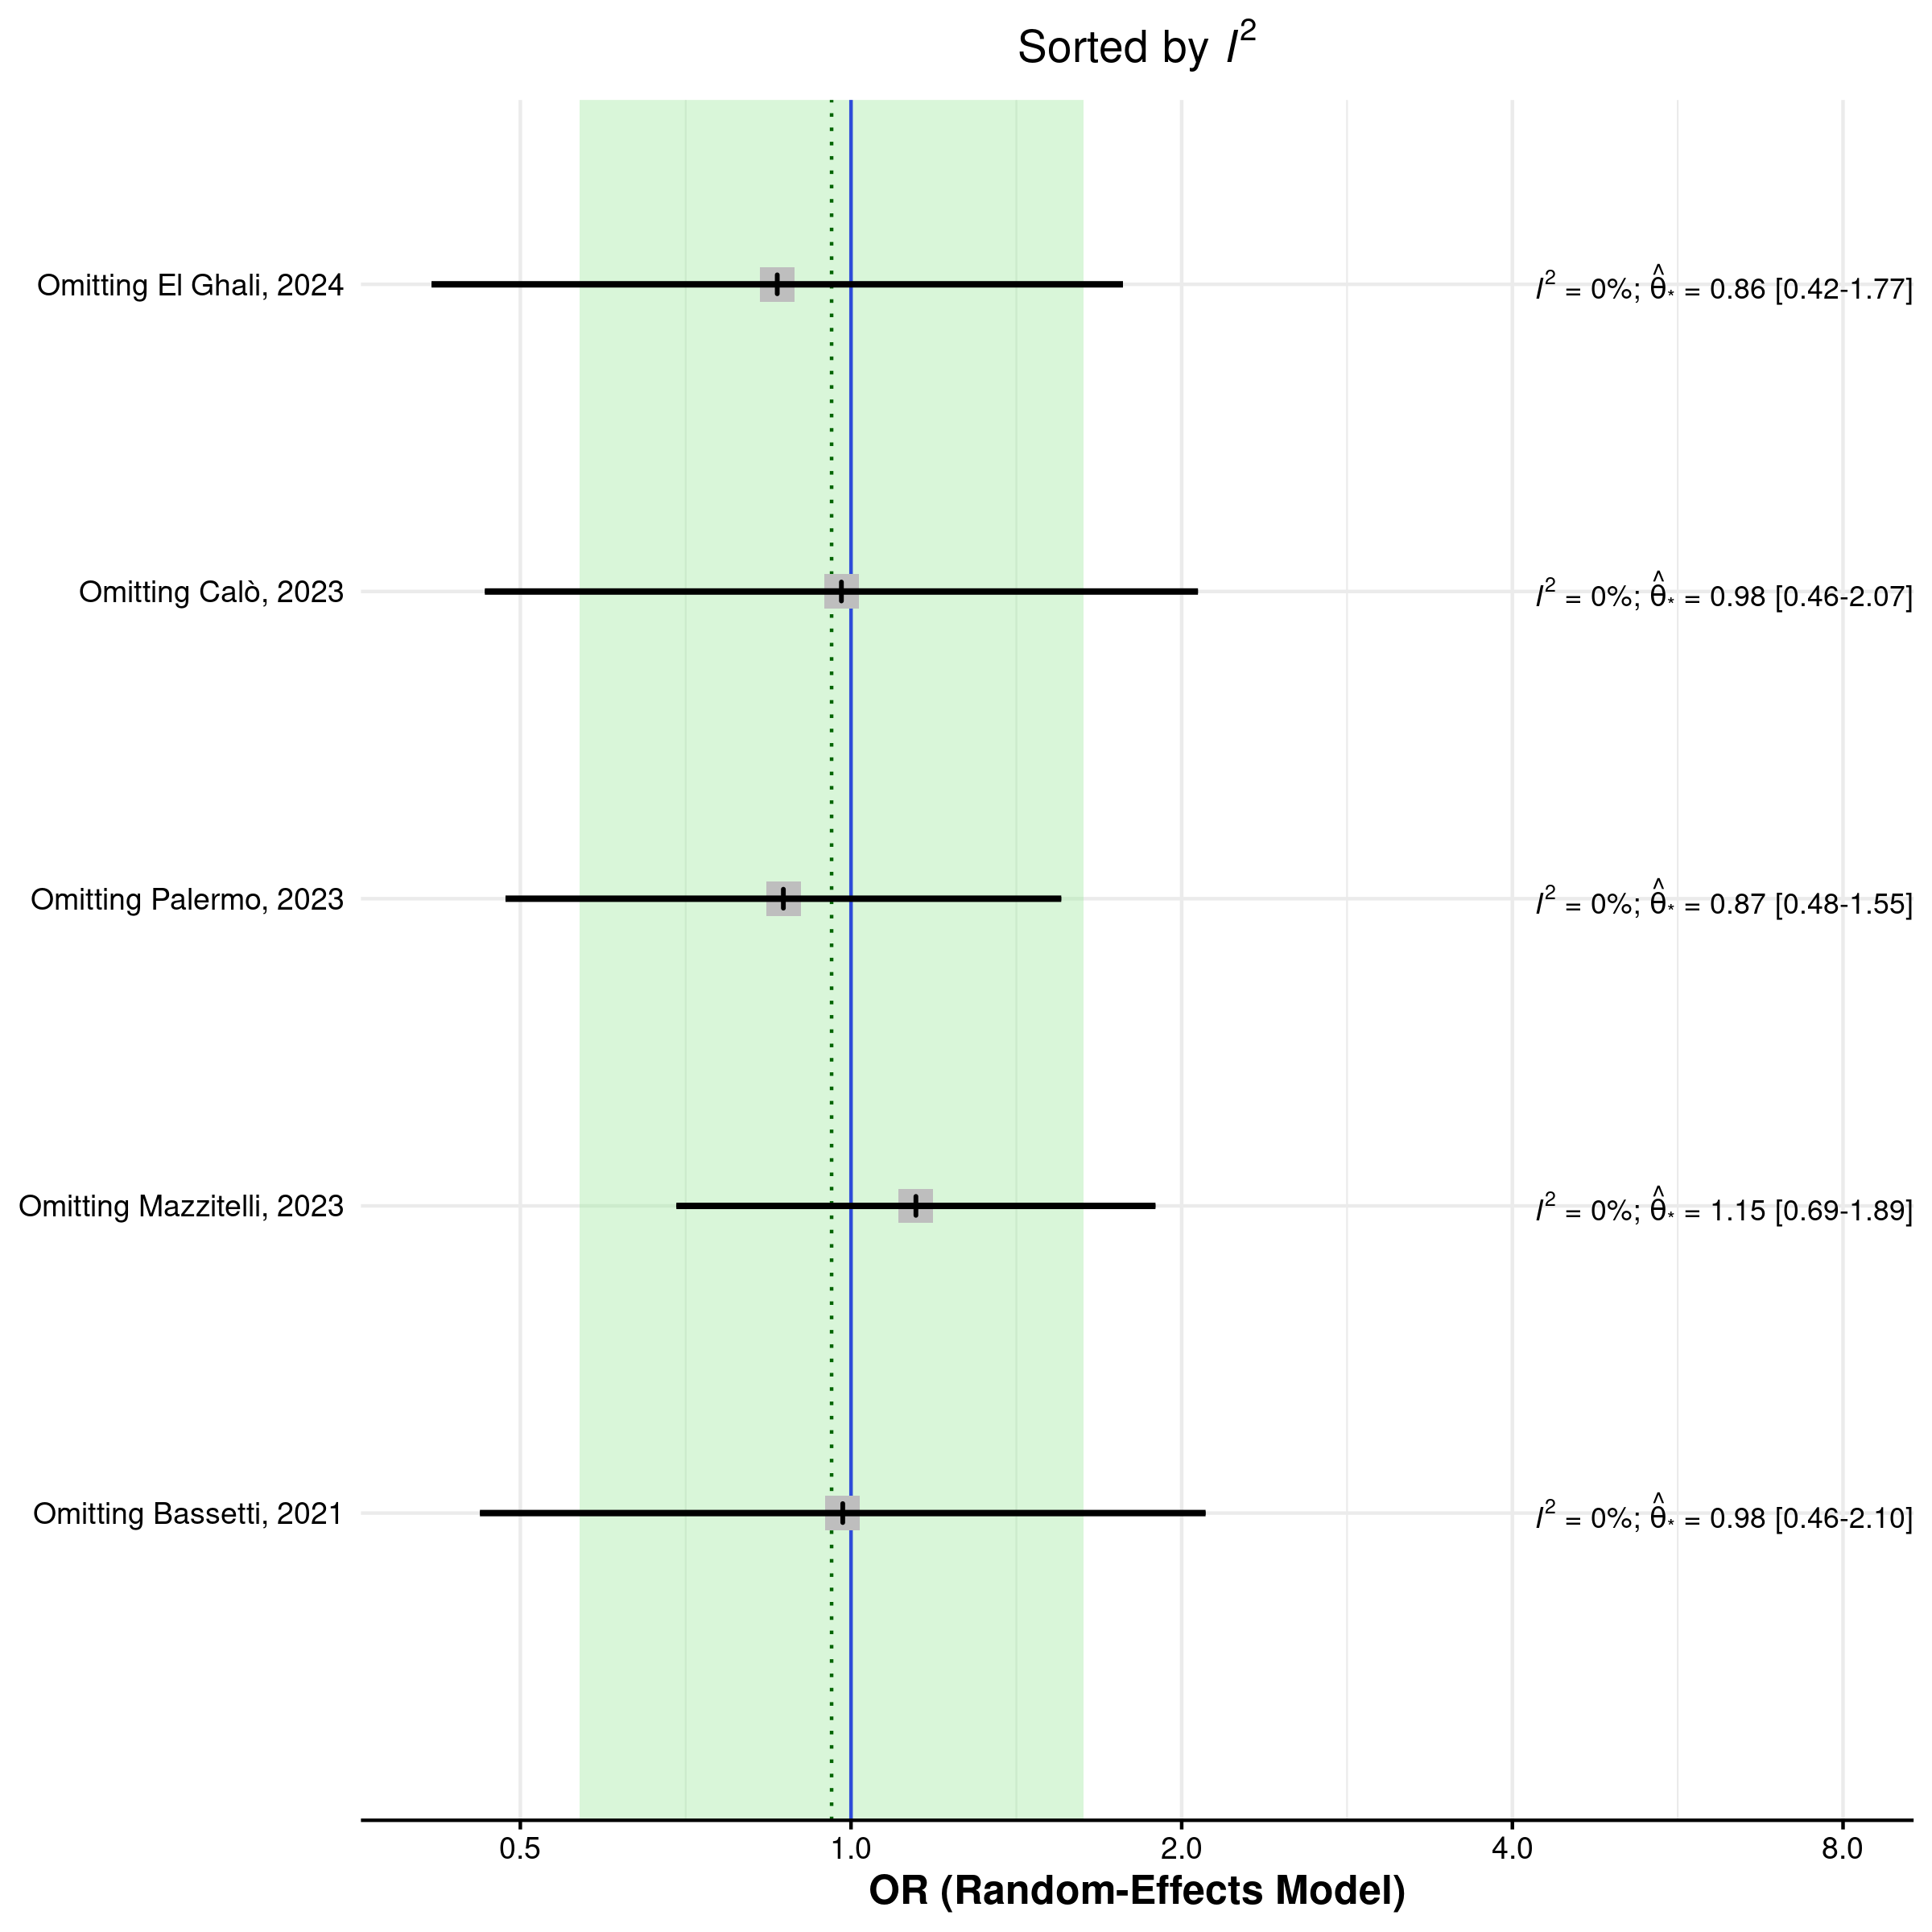 Sorted by I²
Omitting El Ghali, 2024 I² = 0%; θ̂* = 0.86 [0.42-1.77]
Omitting Calò, 2023 I² = 0%; θ̂* = 0.98 [0.46-2.07]
Omitting Palermo, 2023 I² = 0%; θ̂* = 0.87 [0.48-1.55]
Omitting Mazzitelli, 2023 I² = 0%; θ̂* = 1.15 [0.69-1.89]
Omitting Bassetti, 2021 I² = 0%; θ̂* = 0.98 [0.46-2.10]
0.5 1.0 2.0 4.0 8.0
OR (Random-Effects Model)